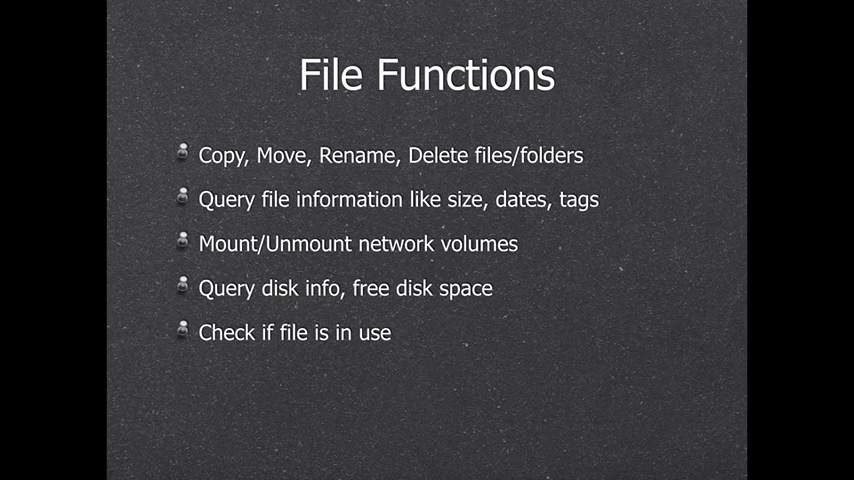 File Functions
Copy, Move, Rename, Delete files/folders
Query file information like size, dates, tags
Mount/Unmount network volumes
Query disk info, free disk space
Check if file is in use